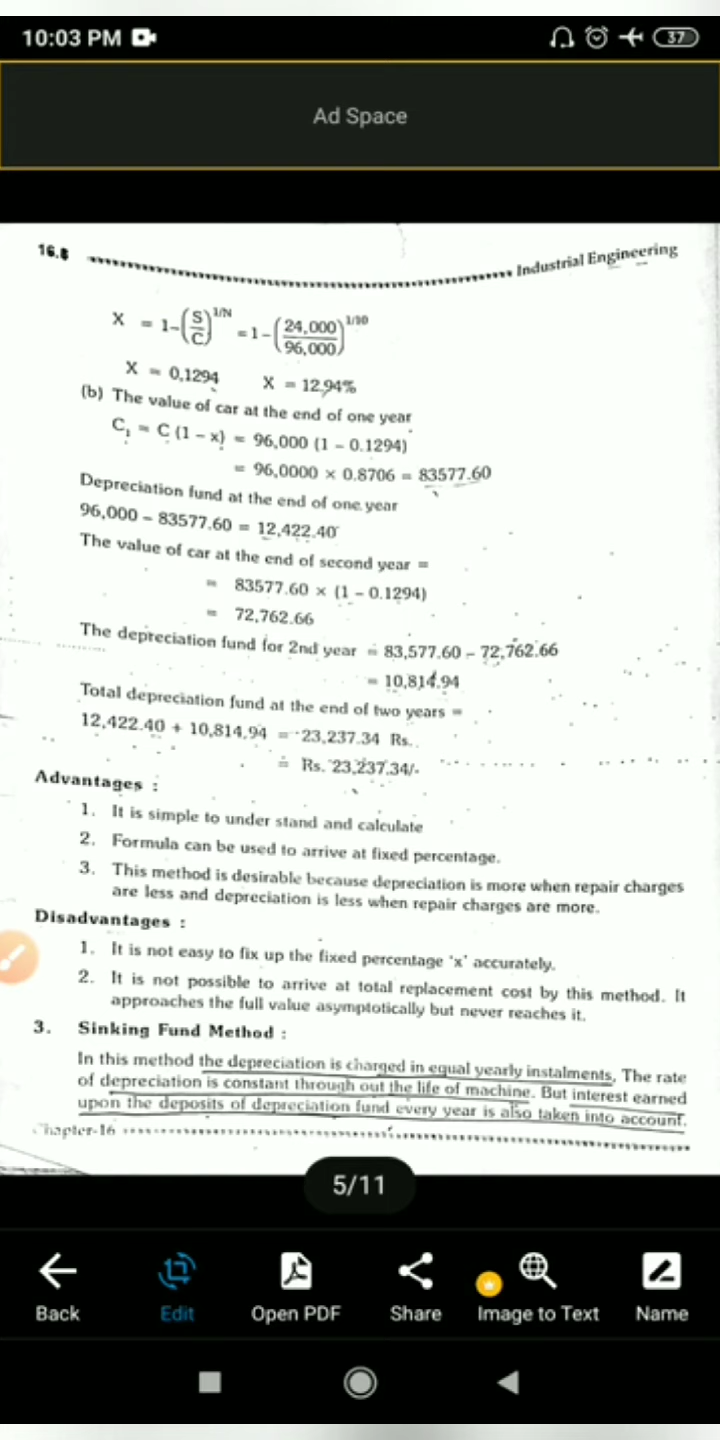 10:03 PM
37
Ad Space
16.8 Industrial Engineering
X = 1-(S/C)^1/N = 1-(24,000/96,000)^1/10
X = 0.1294 X = 12.94%
(b) The value of car at the end of one year
C₁ = C (1 - x) = 96,000 (1 - 0.1294)
= 96,0000 × 0.8706 = 83577.60
Depreciation fund at the end of one year
96,000 - 83577.60 = 12,422.40
The value of car at the end of second year =
= 83577.60 × (1 - 0.1294)
= 72,762.66
The depreciation fund for 2nd year = 83,577.60 - 72,762.66
= 10,814.94
Total depreciation fund at the end of two years =
12,422.40 + 10,814.94 = 23,237.34 Rs.
= Rs. 23,237.34/-
Advantages :
1. It is simple to under stand and calculate
2. Formula can be used to arrive at fixed percentage.
3. This method is desirable because depreciation is more when repair charges
are less and depreciation is less when repair charges are more.
Disadvantages :
1. It is not easy to fix up the fixed percentage 'x' accurately.
2. It is not possible to arrive at total replacement cost by this method. It
approaches the full value asymptotically but never reaches it.
3. Sinking Fund Method :
In this method the depreciation is charged in equal yearly instalments. The rate
of depreciation is constant through out the life of machine. But interest earned
upon the deposits of depreciation fund every year is also taken into account.
Chapter-16
5/11
Back Edit Open PDF Share Image to Text Name